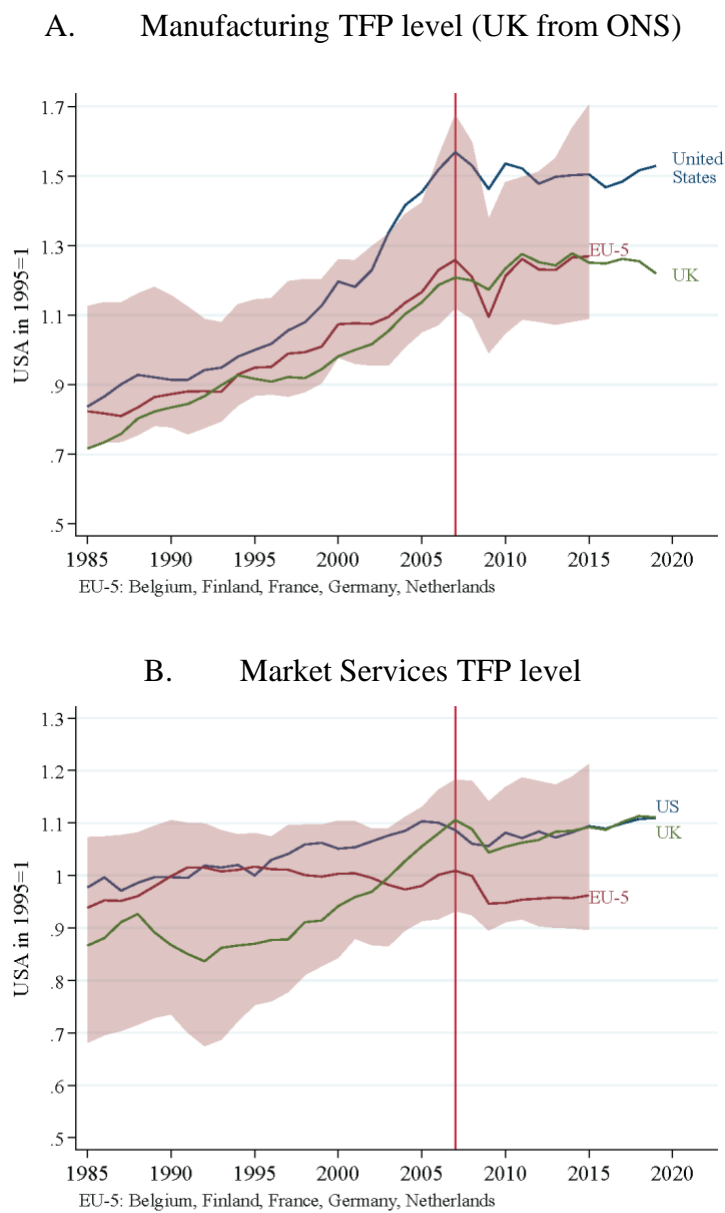 A. Manufacturing TFP level (UK from ONS)
1.7
1.5
1.3
1.1
.9
.7
.5
USA in 1995=1
United
States
EU-5
UK
1985 1990 1995 2000 2005 2010 2015 2020
EU-5: Belgium, Finland, France, Germany, Netherlands
B. Market Services TFP level
1.3
1.2
1.1
1
.9
.8
.7
.6
.5
USA in 1995=1
US
UK
EU-5
1985 1990 1995 2000 2005 2010 2015 2020
EU-5: Belgium, Finland, France, Germany, Netherlands